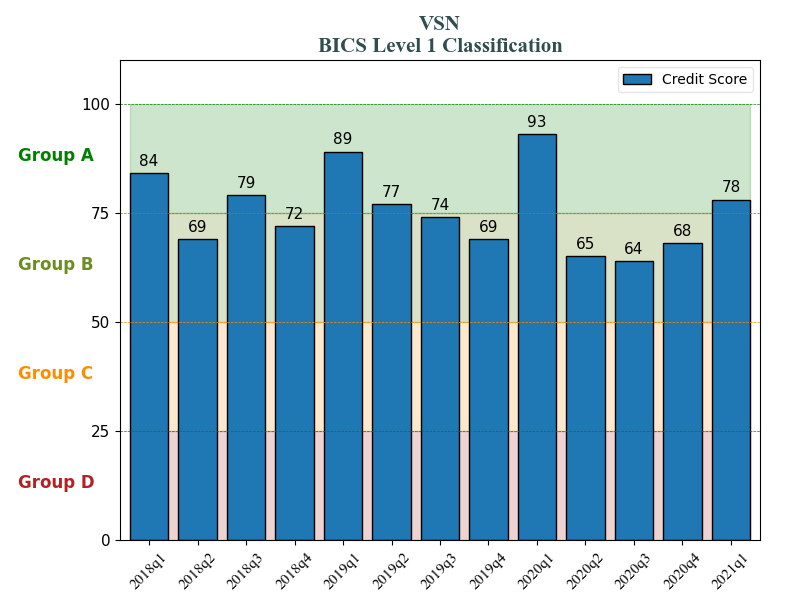 VSN
BICS Level 1 Classification
Credit Score
100
75
50
25
0
Group A
Group B
Group C
Group D
84
69
79
72
89
77
74
69
93
65
64
68
78
2018q1
2018q2
2018q3
2018q4
2019q1
2019q2
2019q3
2019q4
2020q1
2020q2
2020q3
2020q4
2021q1